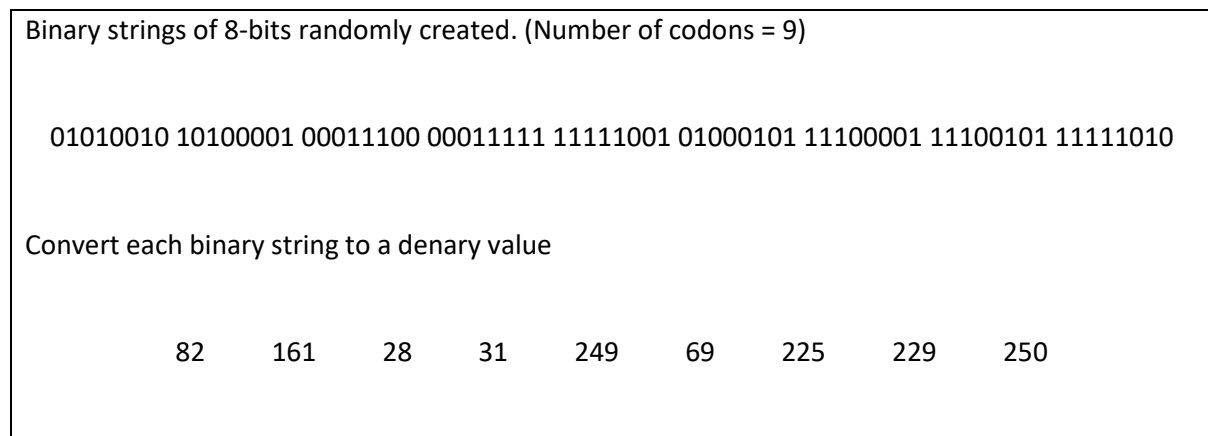 Binary strings of 8-bits randomly created. (Number of codons = 9)
01010010 10100001 00011100 00011111 11111001 01000101 11100001 11100101 11111010
Convert each binary string to a denary value
82 161 28 31 249 69 225 229 250